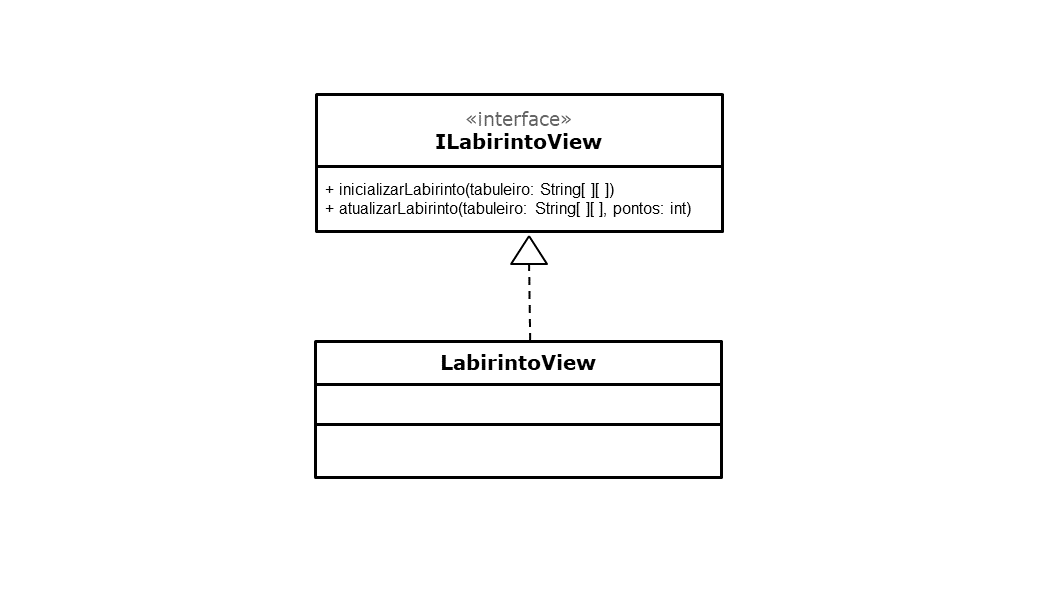 «interface»
ILabirintoView
+ inicializarLabirinto(tabuleiro: String[ ][ ])
+ atualizarLabirinto(tabuleiro: String[ ][ ], pontos: int)
LabirintoView